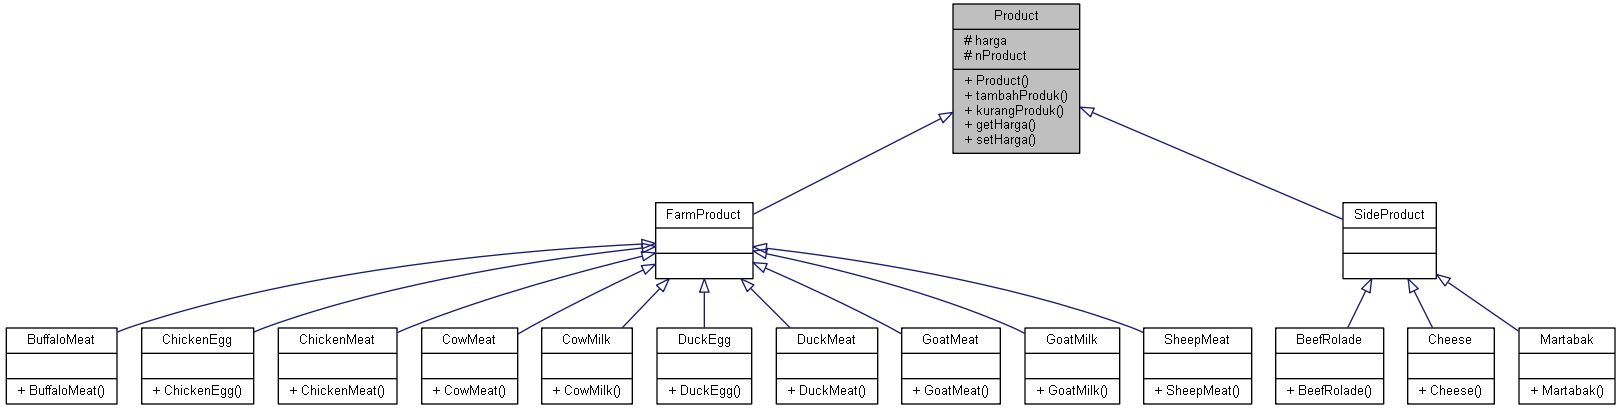 Product
# harga
# nProduct
+ Product()
+ tambahProduk()
+ kurangProduk()
+ getHarga()
+ setHarga()
FarmProduct
SideProduct
BuffaloMeat
+ BuffaloMeat()
ChickenEgg
+ ChickenEgg()
ChickenMeat
+ ChickenMeat()
CowMeat
+ CowMeat()
CowMilk
+ CowMilk()
DuckEgg
+ DuckEgg()
DuckMeat
+ DuckMeat()
GoatMeat
+ GoatMeat()
GoatMilk
+ GoatMilk()
SheepMeat
+ SheepMeat()
BeefRolade
+ BeefRolade()
Cheese
+ Cheese()
Martabak
+ Martabak()